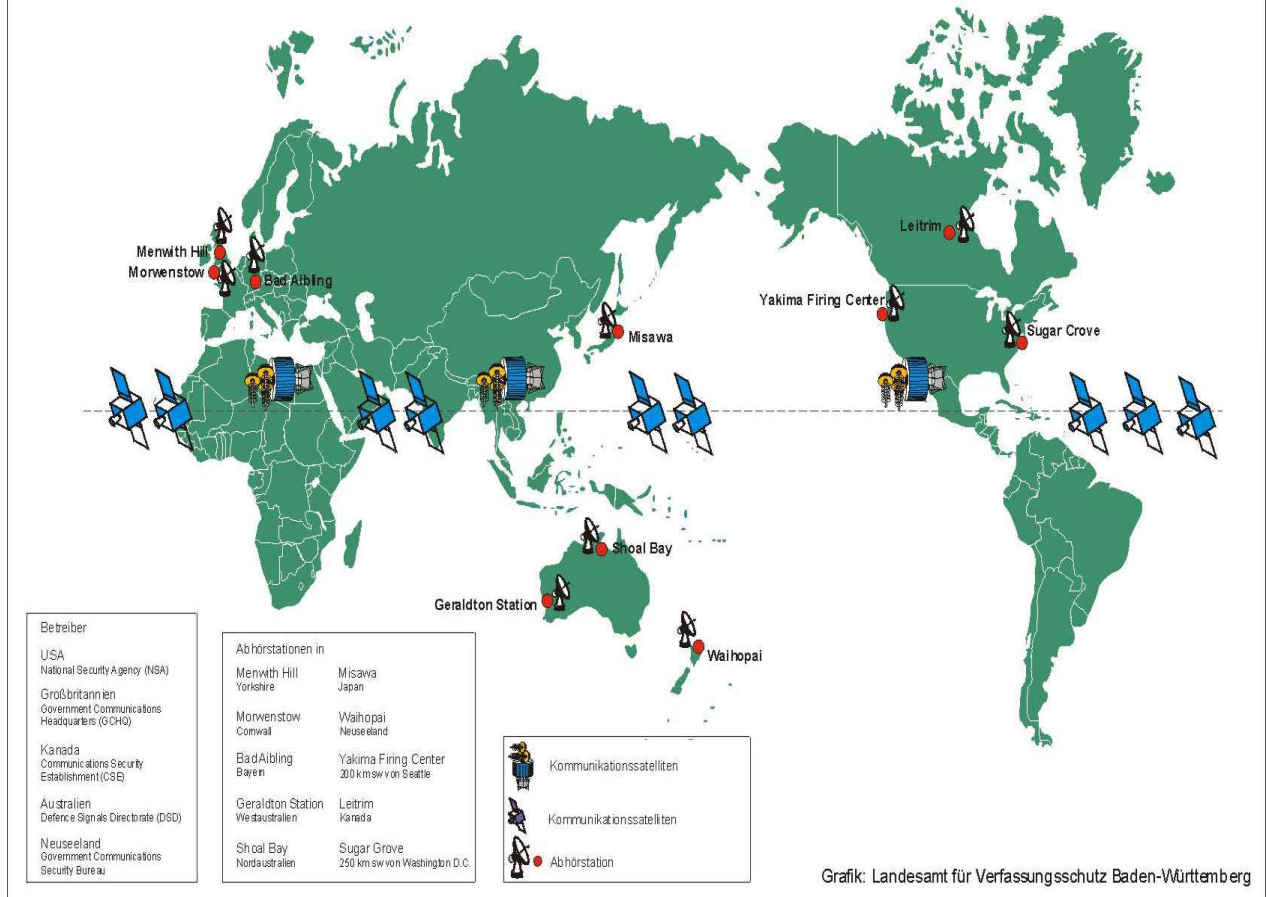 Leitrim
Menwith Hill
Morwenstow
Bad Aibling
Yakima Firing Center
Sugar Crove
Misawa
Shoal Bay
Geraldton Station
Waihopai
Betreiber
USA
National Security Agency (NSA)
Großbritannien
Government Communications
Headquarters (GCHQ)
Kanada
Communications Security
Establishment (CSE)
Australien
Defence Signals Directorate (DSD)
Neuseeland
Government Communications
Security Bureau
Abhörstationen in
Menwith Hill Misawa
Yorkshire Japan
Morwenstow Waihopai
Cornwall Neuseeland
Bad Aibling Yakima Firing Center
Bayern 200 km sw von Seattle
Geraldton Station Leitrim
Westaustralien Kanada
Shoal Bay Sugar Grove
Nordaustralien 250 km sw von Washington D.C.
Kommunikationssatelliten
Kommunikationssatelliten
Abhörstation
Grafik: Landesamt für Verfassungsschutz Baden-Württemberg